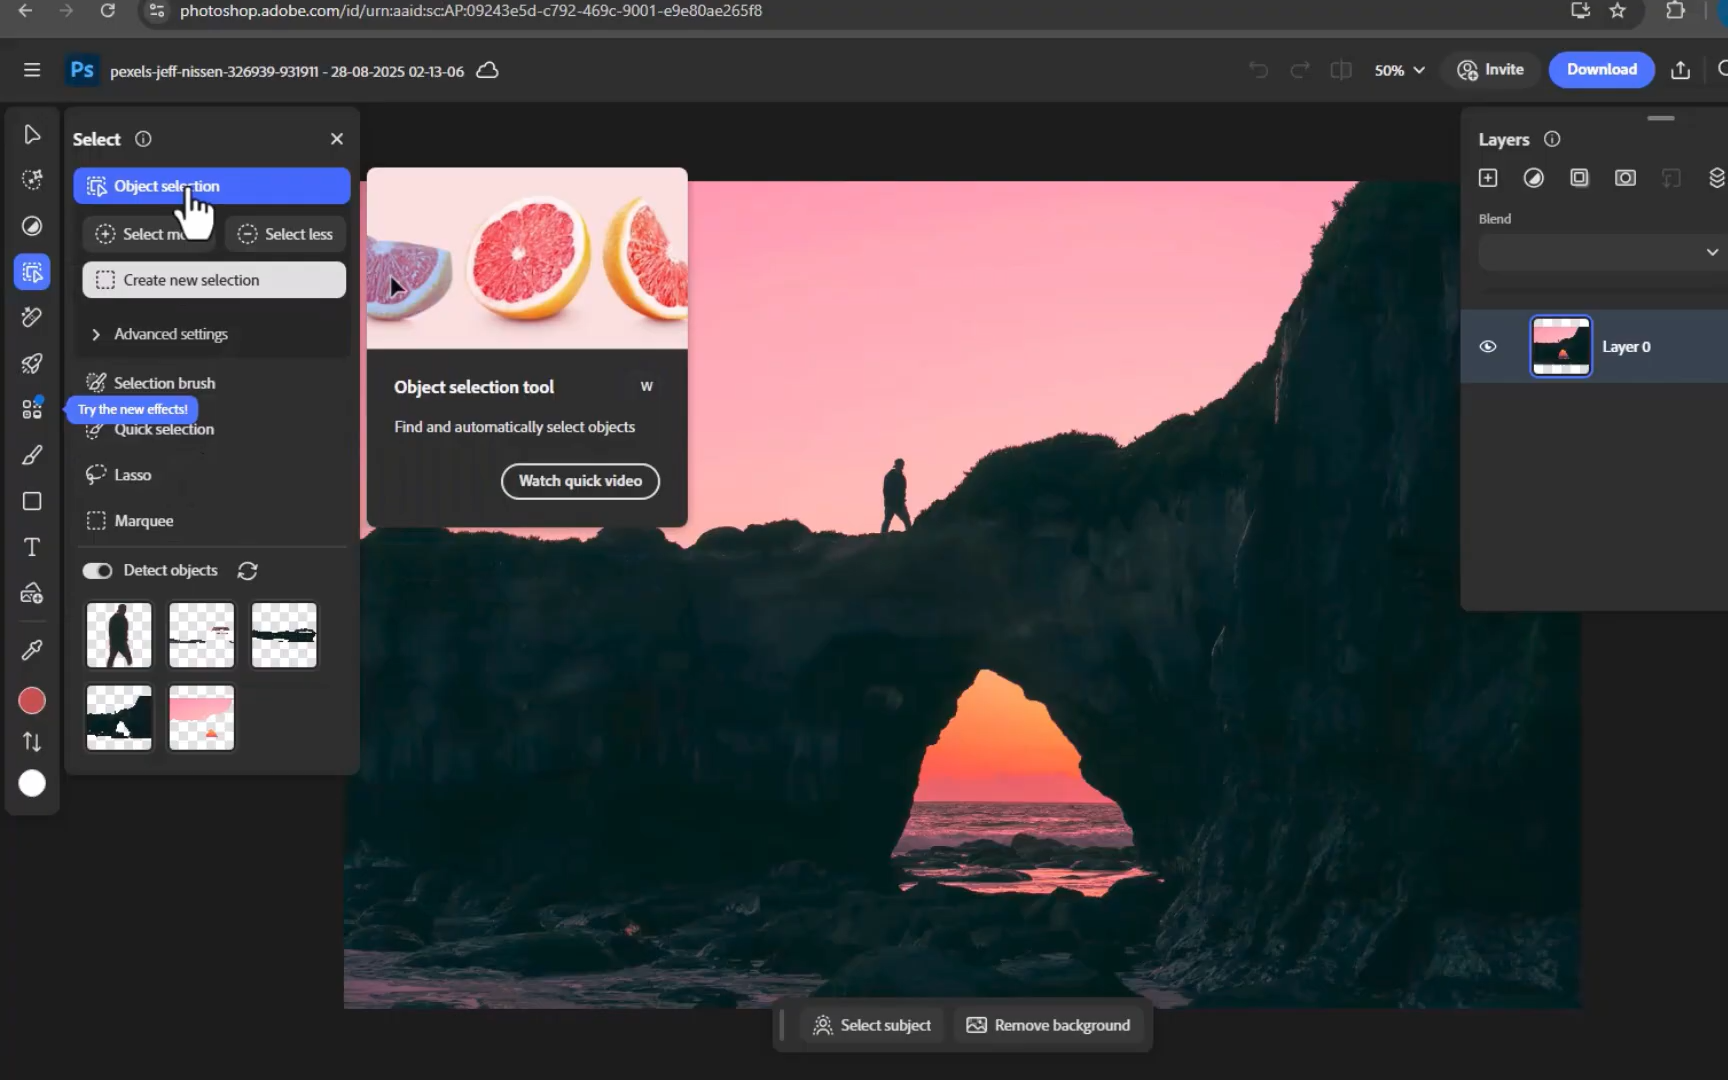 photoshop.adobe.com/id/urn:aaid:sc:AP:09243e5d-c792-469c-9001-e9e80ae265f8
Ps
pexels-jeff-nissen-326939-931911 - 28-08-2025 02-13-06
50%
Invite
Download
Select
Object selection
Select
Select less
Create new selection
Advanced settings
Selection brush
Try the new effects!
Quick selection
Lasso
Marquee
Detect objects
T
Object selection tool
W
Find and automatically select objects
Watch quick video
Layers
Blend
Layer 0
Select subject
Remove background